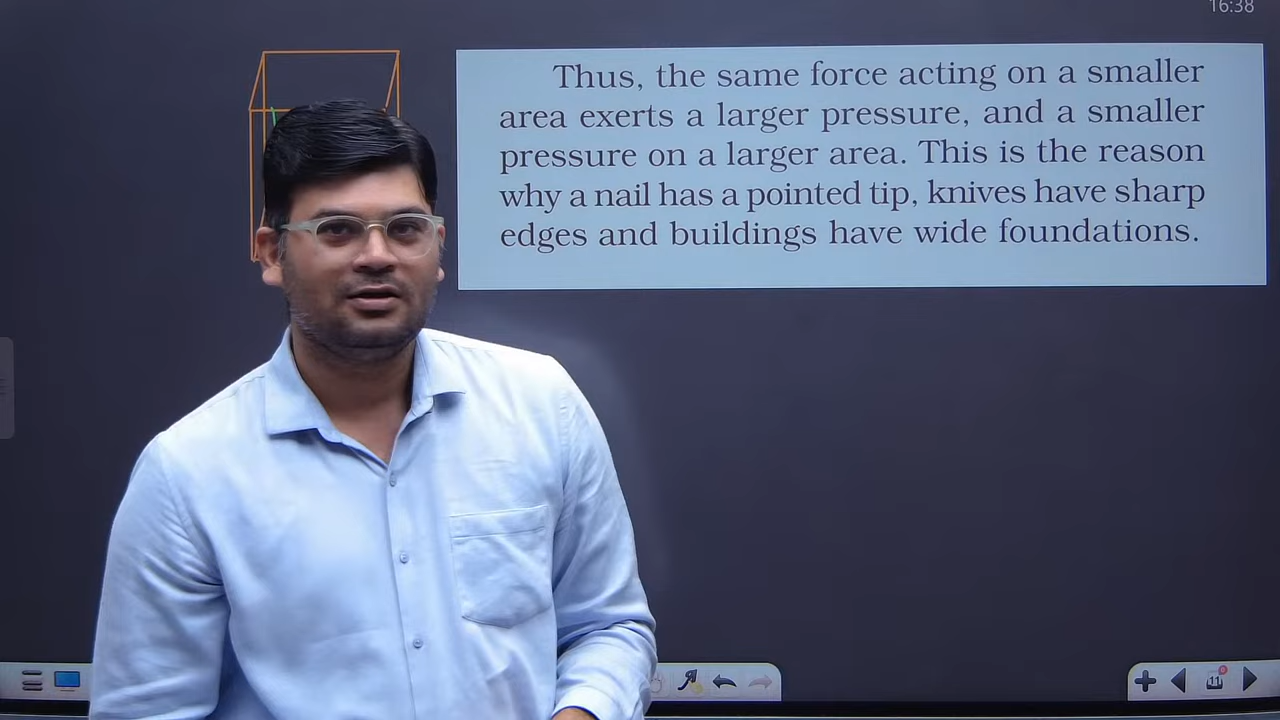 16:38
Thus, the same force acting on a smaller
area exerts a larger pressure, and a smaller
pressure on a larger area. This is the reason
why a nail has a pointed tip, knives have sharp
edges and buildings have wide foundations.
11